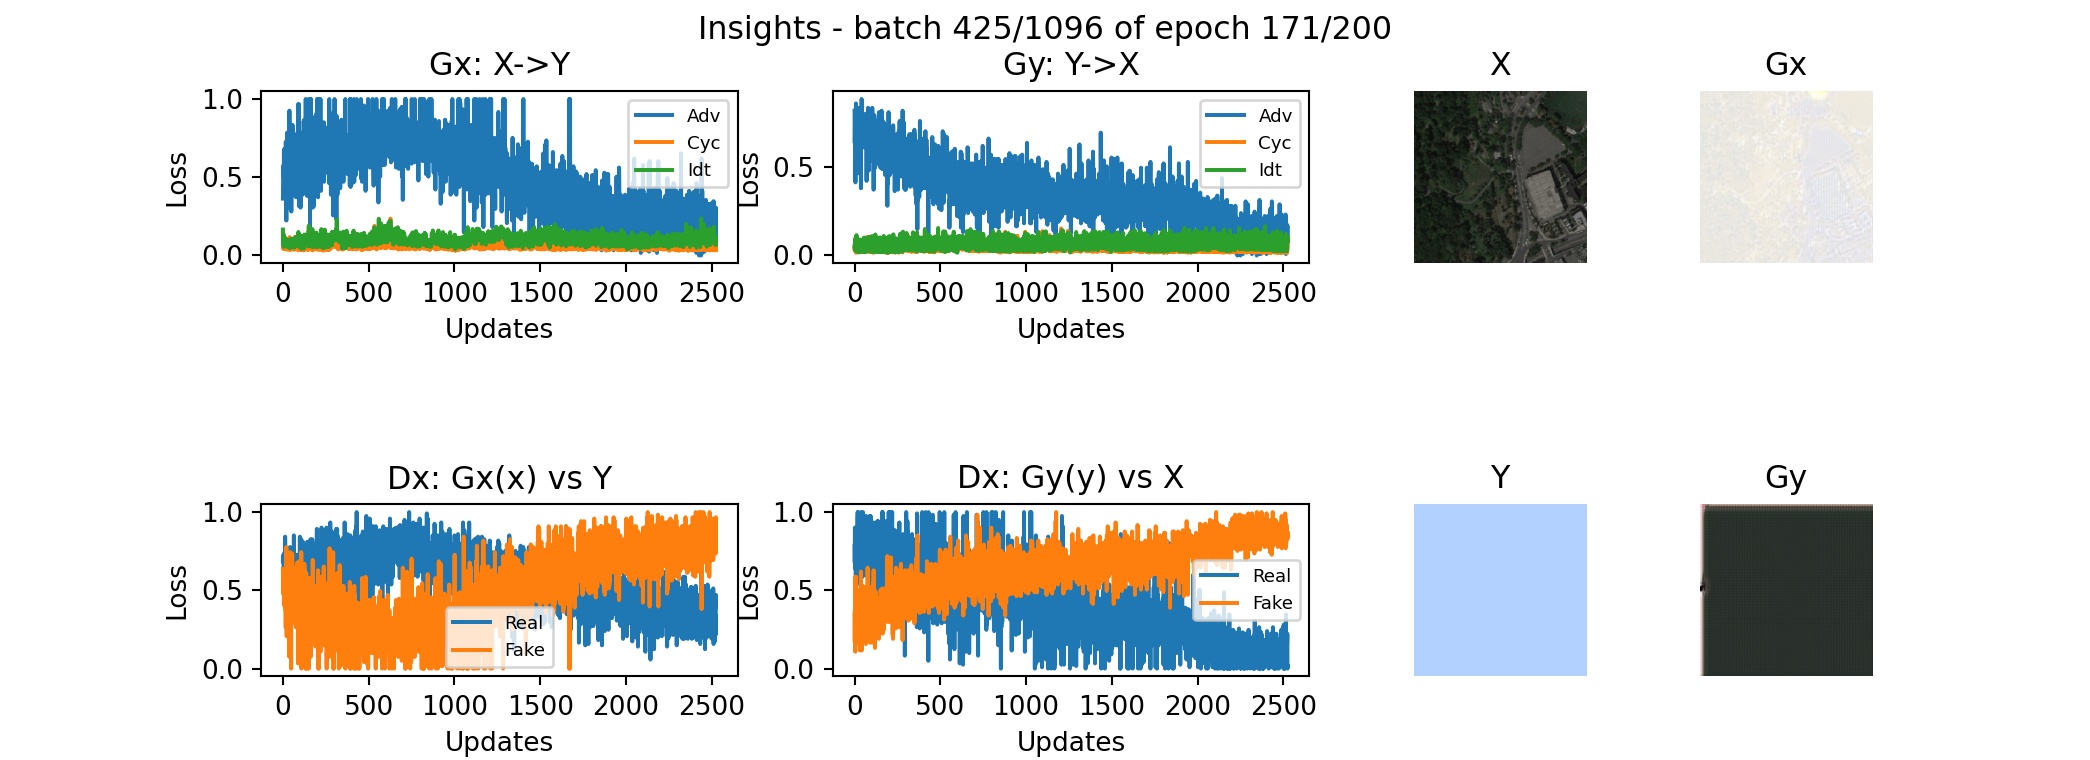 Insights - batch 425/1096 of epoch 171/200
Gx: X->Y
Gy: Y->X
X
Gx
1.0
0.5
0.0
Loss
Adv
Cyc
Idt
0 500 1000 1500 2000 2500
Updates
0.5
0.0
Loss
Adv
Cyc
Idt
0 500 1000 1500 2000 2500
Updates
Dx: Gx(x) vs Y
Dx: Gy(y) vs X
Y
Gy
1.0
0.5
0.0
Loss
Real
Fake
0 500 1000 1500 2000 2500
Updates
1.0
0.5
0.0
Loss
Real
Fake
0 500 1000 1500 2000 2500
Updates